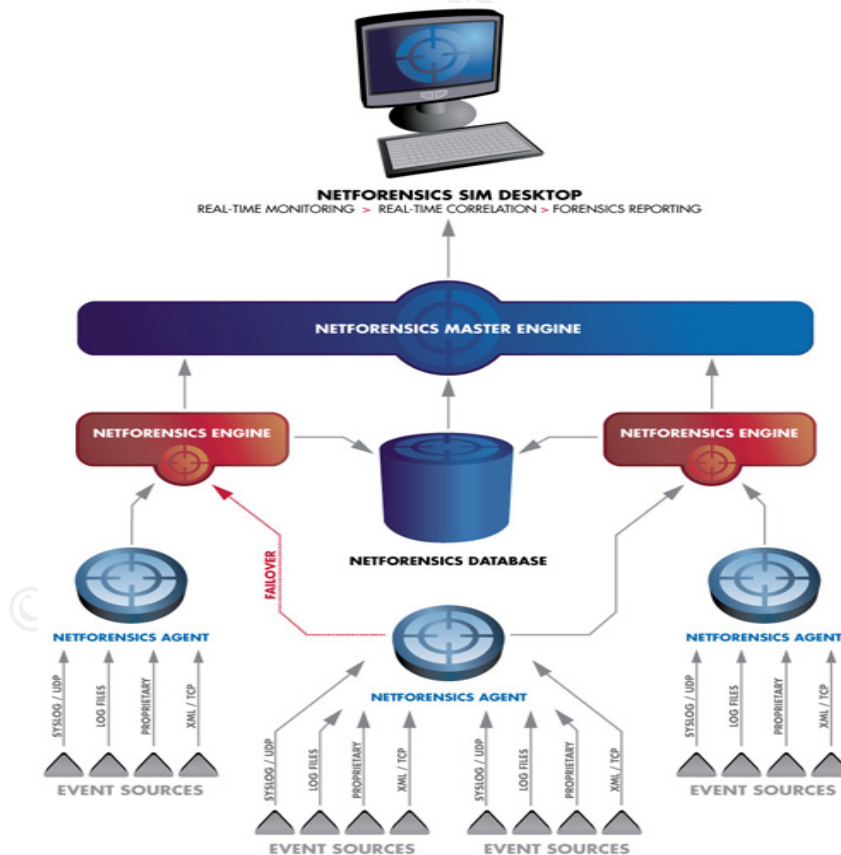 NETFORENSICS SIM DESKTOP
REAL-TIME MONITORING > REAL-TIME CORRELATION > FORENSICS REPORTING
NETFORENSICS MASTER ENGINE
NETFORENSICS ENGINE
NETFORENSICS ENGINE
NETFORENSICS DATABASE
FAILOVER
NETFORENSICS AGENT
NETFORENSICS AGENT
NETFORENSICS AGENT
SYSLOG / UDP
LOG FILES
PROPRIETARY
XML / TCP
EVENT SOURCES
SYSLOG / UDP
LOG FILES
PROPRIETARY
XML / TCP
EVENT SOURCES
SYSLOG / UDP
LOG FILES
PROPRIETARY
XML / TCP
EVENT SOURCES
SYSLOG / UDP
LOG FILES
PROPRIETARY
XML / TCP
EVENT SOURCES
©